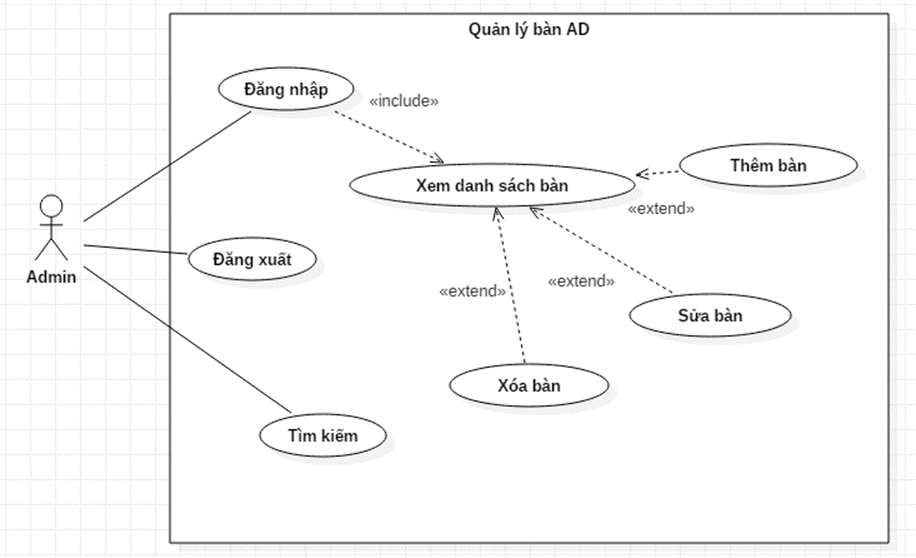 Quản lý bàn AD
Đăng nhập
«include»
Thêm bàn
Xem danh sách bàn
«extend»
Admin
Đăng xuất
«extend»
«extend»
Sửa bàn
Xóa bàn
Tìm kiếm